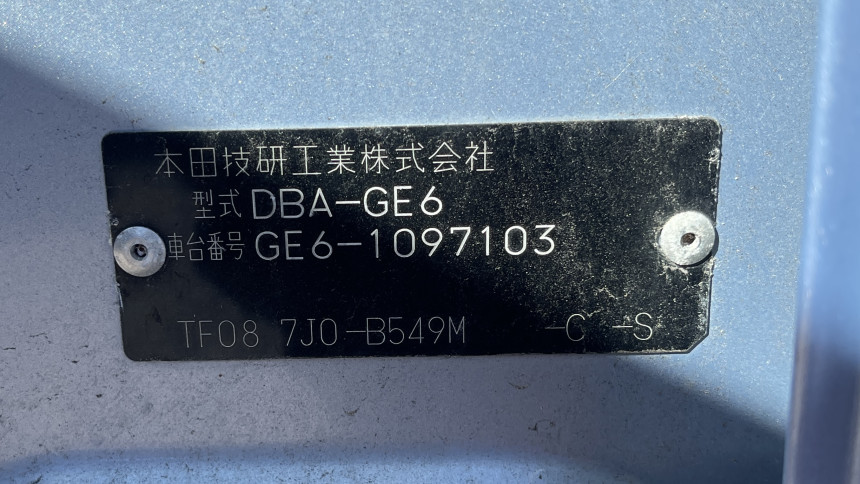 本田技研工業株式会社
型式 DBA-GE6
車台番号 GE6-1097103
TF08 7J0-B549M -C -S